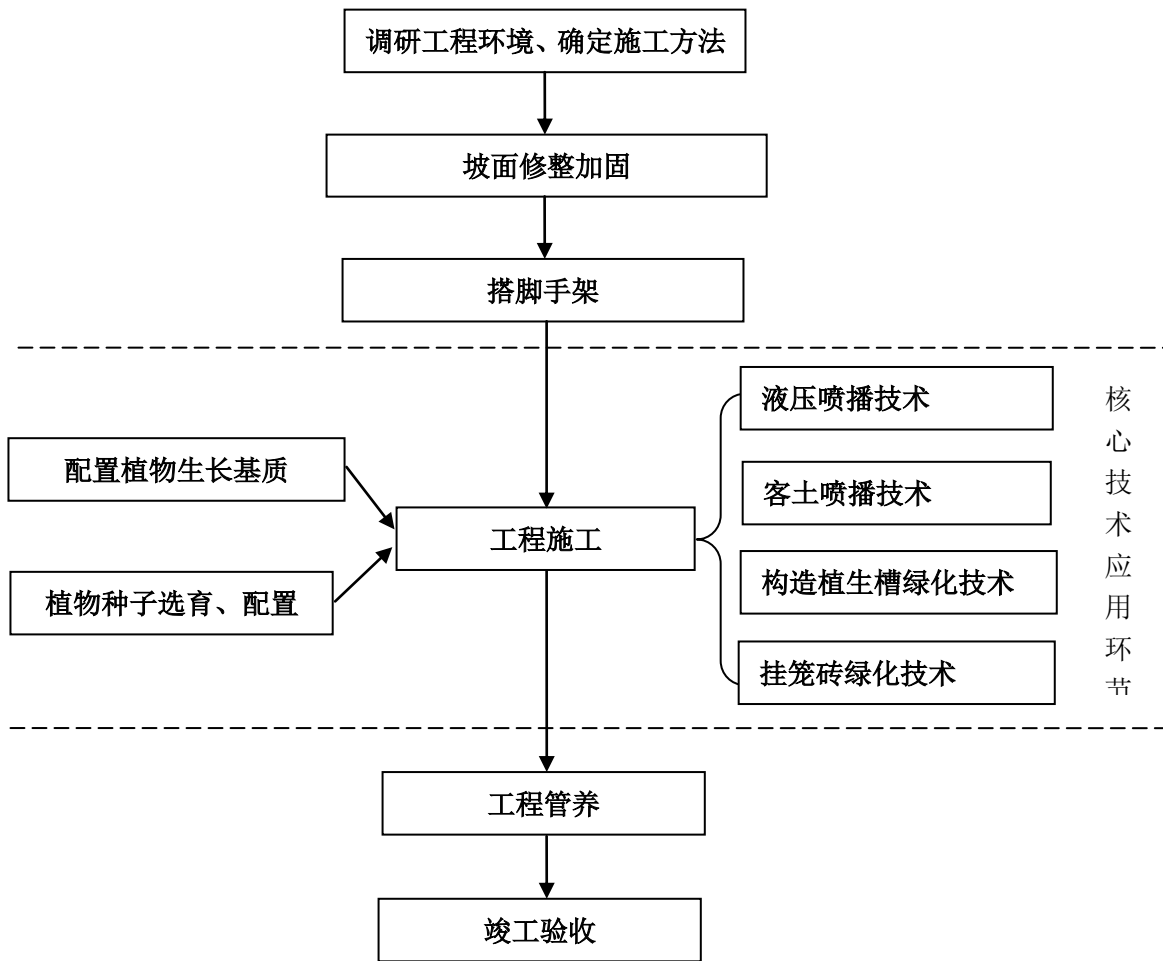 调研工程环境、确定施工方法
坡面修整加固
搭脚手架
液压喷播技术
配置植物生长基质
客土喷播技术
工程施工
构造植生槽绿化技术
植物种子选育、配置
挂笼砖绿化技术
核心技术应用环节
工程管养
竣工验收